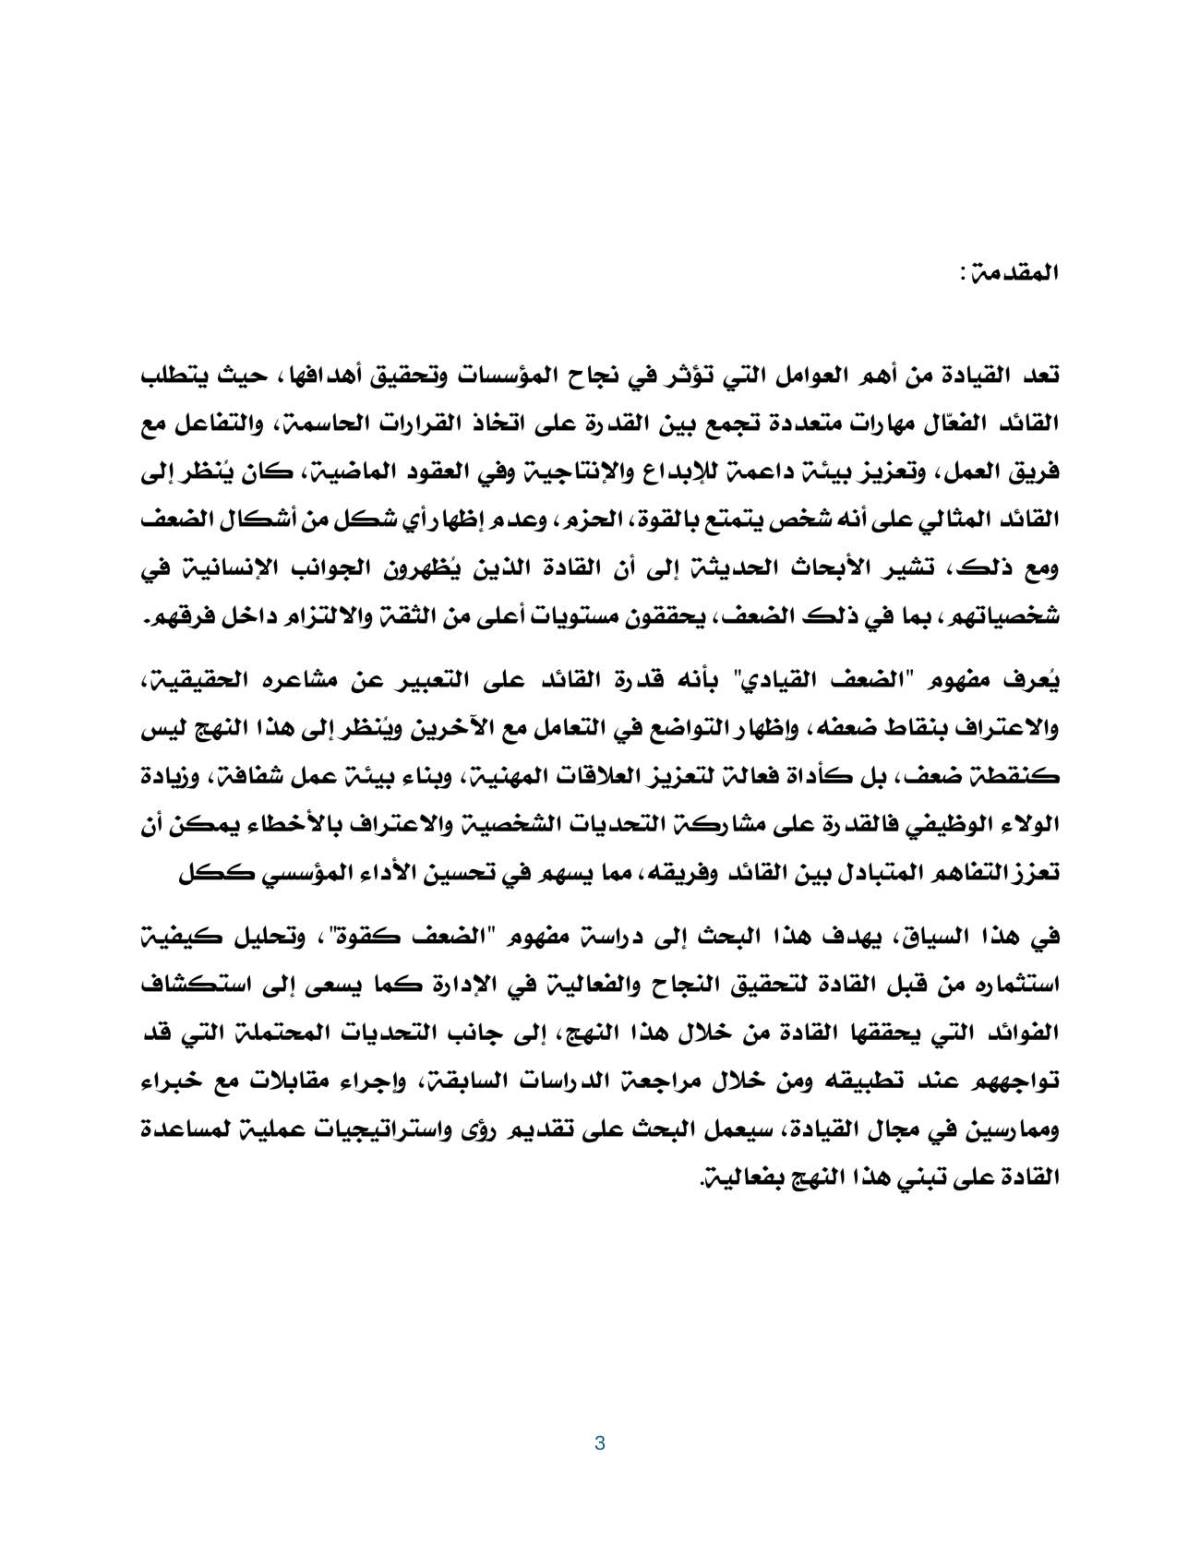 المقدمة :
تعد القيادة من أهم العوامل التي تؤثر في نجاح المؤسسات وتحقيق أهدافها، حيث يتطلب
القائد الفعّال مهارات متعددة تجمع بين القدرة على اتخاذ القرارات الحاسمة، والتفاعل مع
فريق العمل، وتعزيز بيئة داعمة للإبداع والإنتاجية وفي العقود الماضية، كان يُنظر إلى
القائد المثالي على أنه شخص يتمتع بالقوة، الحزم، وعدم إظهار أي شكل من أشكال الضعف
ومع ذلك، تشير الأبحاث الحديثة إلى أن القادة الذين يُظهرون الجوانب الإنسانية في
شخصياتهم، بما في ذلك الضعف، يحققون مستويات أعلى من الثقة والالتزام داخل فرقهم.
يُعرف مفهوم "الضعف القيادي" بأنه قدرة القائد على التعبير عن مشاعره الحقيقية،
والاعتراف بنقاط ضعفه، وإظهار التواضع في التعامل مع الآخرين ويُنظر إلى هذا النهج ليس
كنقطة ضعف، بل كأداة فعالة لتعزيز العلاقات المهنية، وبناء بيئة عمل شفافة، وزيادة
الولاء الوظيفي فالقدرة على مشاركة التحديات الشخصية والاعتراف بالأخطاء يمكن أن
تعزز التفاهم المتبادل بين القائد وفريقه، مما يسهم في تحسين الأداء المؤسسي ككل
في هذا السياق، يهدف هذا البحث إلى دراسة مفهوم "الضعف كقوة"، وتحليل كيفية
استثماره من قبل القادة لتحقيق النجاح والفعالية في الإدارة كما يسعى إلى استكشاف
الفوائد التي يحققها القادة من خلال هذا النهج، إلى جانب التحديات المحتملة التي قد
تواجههم عند تطبيقه ومن خلال مراجعة الدراسات السابقة، وإجراء مقابلات مع خبراء
وممارسين في مجال القيادة، سيعمل البحث على تقديم رؤى واستراتيجيات عملية لمساعدة
القادة على تبني هذا النهج بفعالية.
3